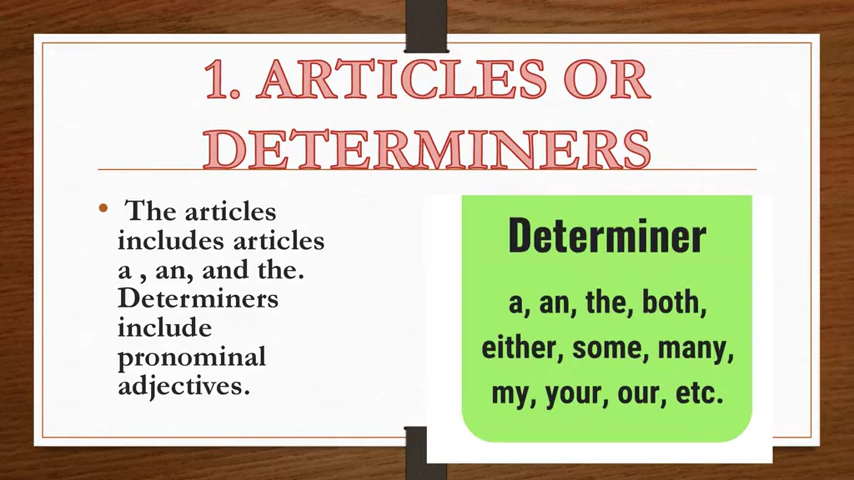 1. ARTICLES OR
DETERMINERS
• The articles
includes articles
a , an, and the.
Determiners
include
pronominal
adjectives.
Determiner
a, an, the, both,
either, some, many,
my, your, our, etc.